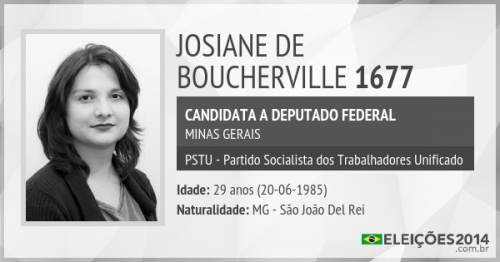 JOSIANE DE
BOUCHERVILLE 1677
CANDIDATA A DEPUTADO FEDERAL
MINAS GERAIS
PSTU - Partido Socialista dos Trabalhadores Unificado
Idade: 29 anos (20-06-1985)
Naturalidade: MG - São João Del Rei
ELEIÇÕES2014
.com.br